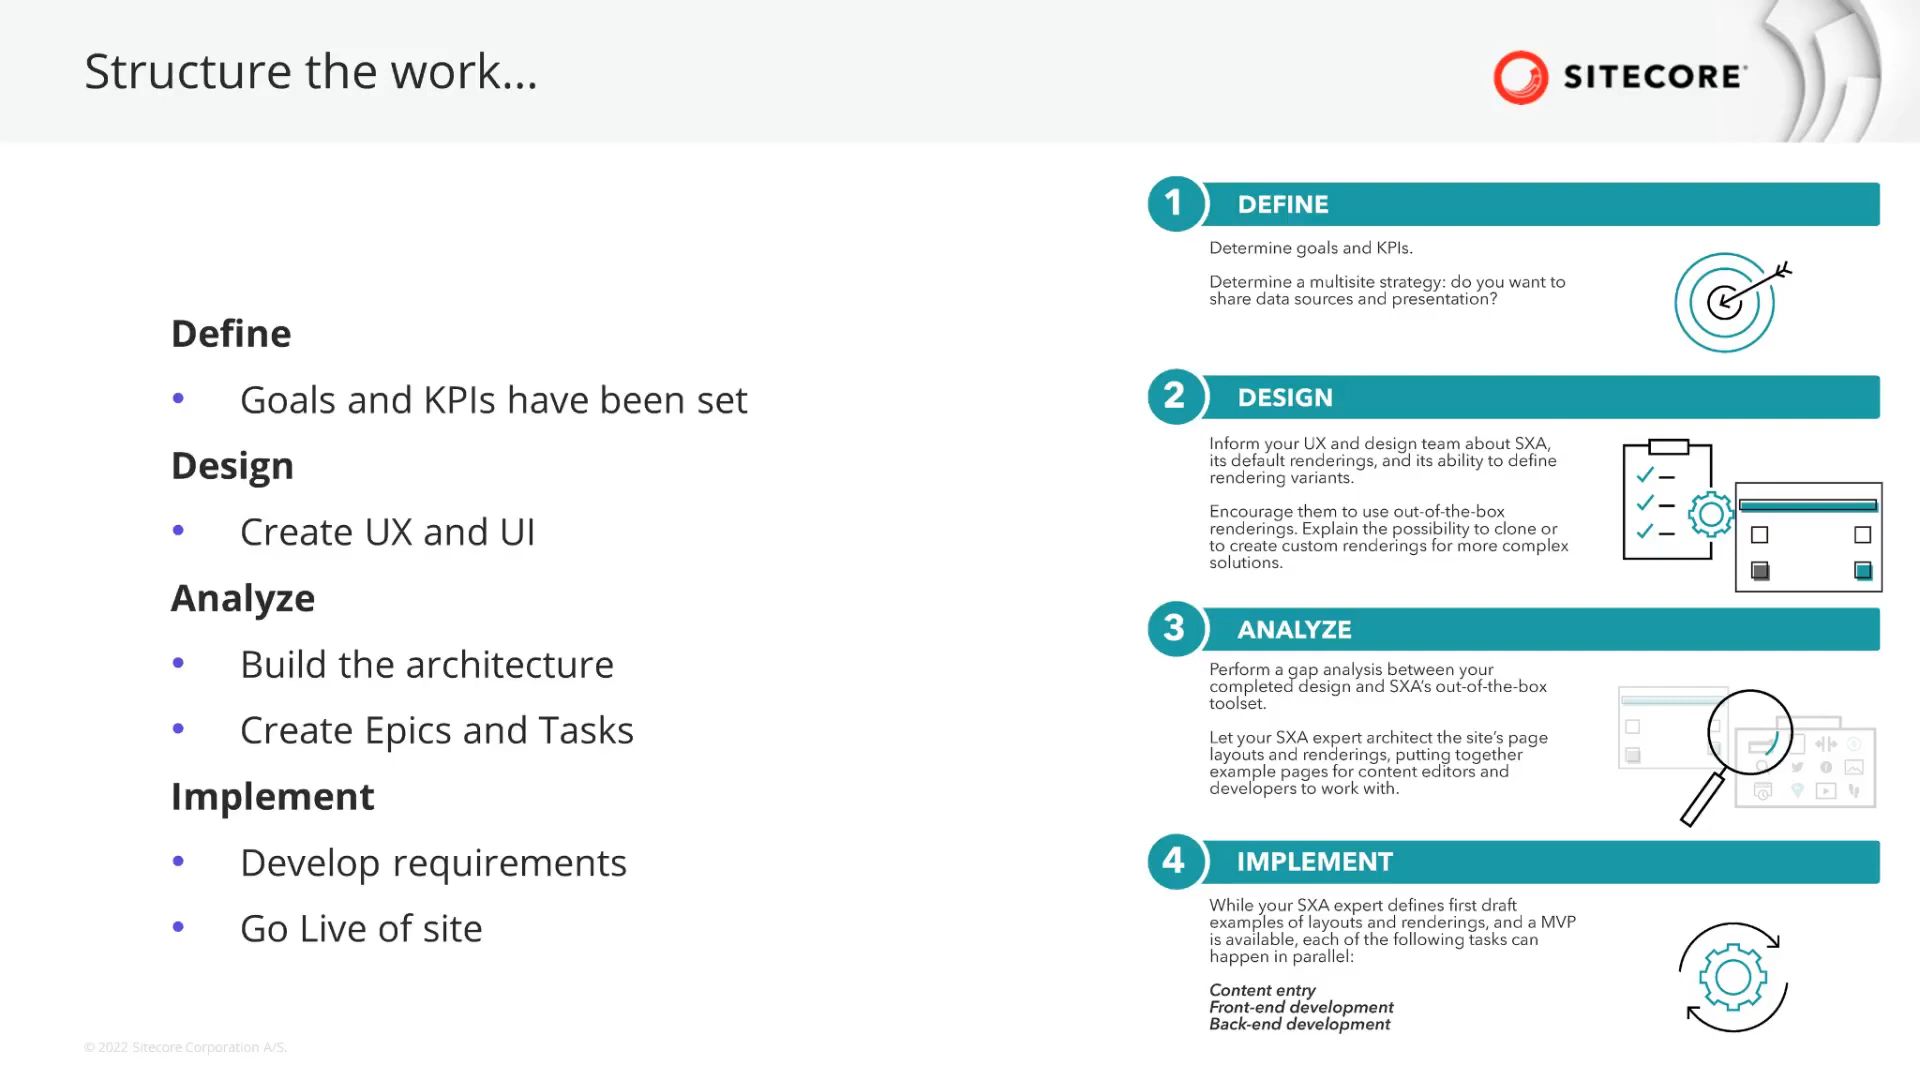 Structure the work...
SITECORE
Define
• Goals and KPIs have been set
Design
• Create UX and UI
Analyze
• Build the architecture
• Create Epics and Tasks
Implement
• Develop requirements
• Go Live of site
1 DEFINE
Determine goals and KPIs.
Determine a multisite strategy: do you want to
share data sources and presentation?
2 DESIGN
Inform your UX and design team about SXA,
its default renderings, and its ability to define
rendering variants.
Encourage them to use out-of-the-box
renderings. Explain the possibility to clone or
to create custom renderings for more complex
solutions.
3 ANALYZE
Perform a gap analysis between your
completed design and SXA's out-of-the-box
toolset.
Let your SXA expert architect the site's page
layouts and renderings, putting together
example pages for content editors and
developers to work with.
4 IMPLEMENT
While your SXA expert defines first draft
examples of layouts and renderings, and a MVP
is available, each of the following tasks can
happen in parallel:
Content entry
Front-end development
Back-end development
© 2022 Sitecore Corporation A/S.